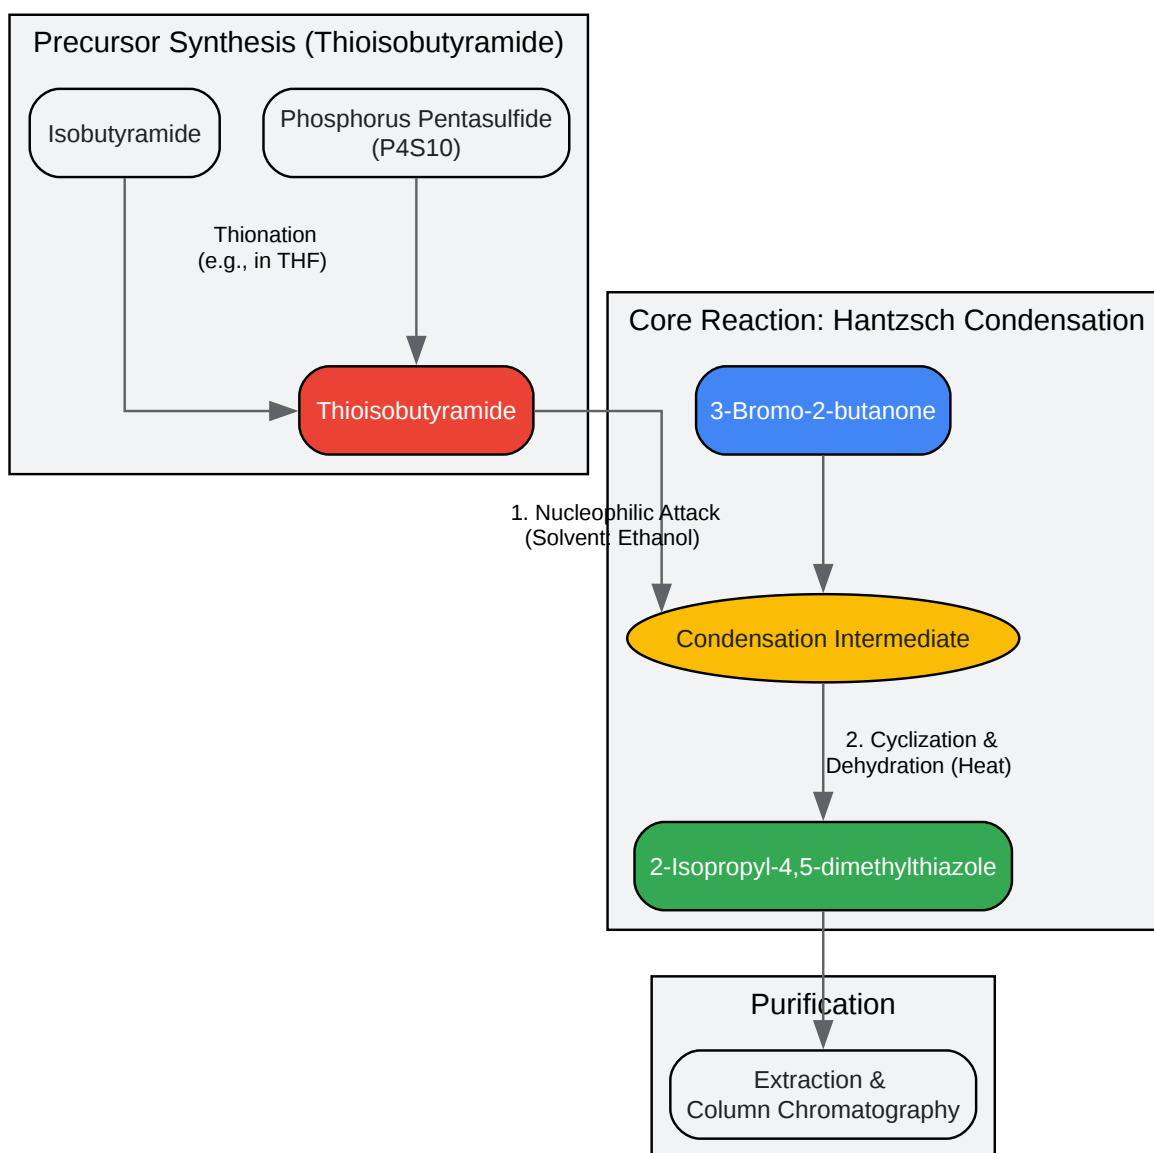 Precursor Synthesis (Thioisobutyramide)
Isobutyramide
Phosphorus Pentasulfide
(P4S10)
Thionation
(e.g., in THF)
Thioisobutyramide
Core Reaction: Hantzsch Condensation
3-Bromo-2-butanone
1. Nucleophilic Attack
(Solvent: Ethanol)
Condensation Intermediate
2. Cyclization &
Dehydration (Heat)
2-Isopropyl-4,5-dimethylthiazole
Purification
Extraction &
Column Chromatography